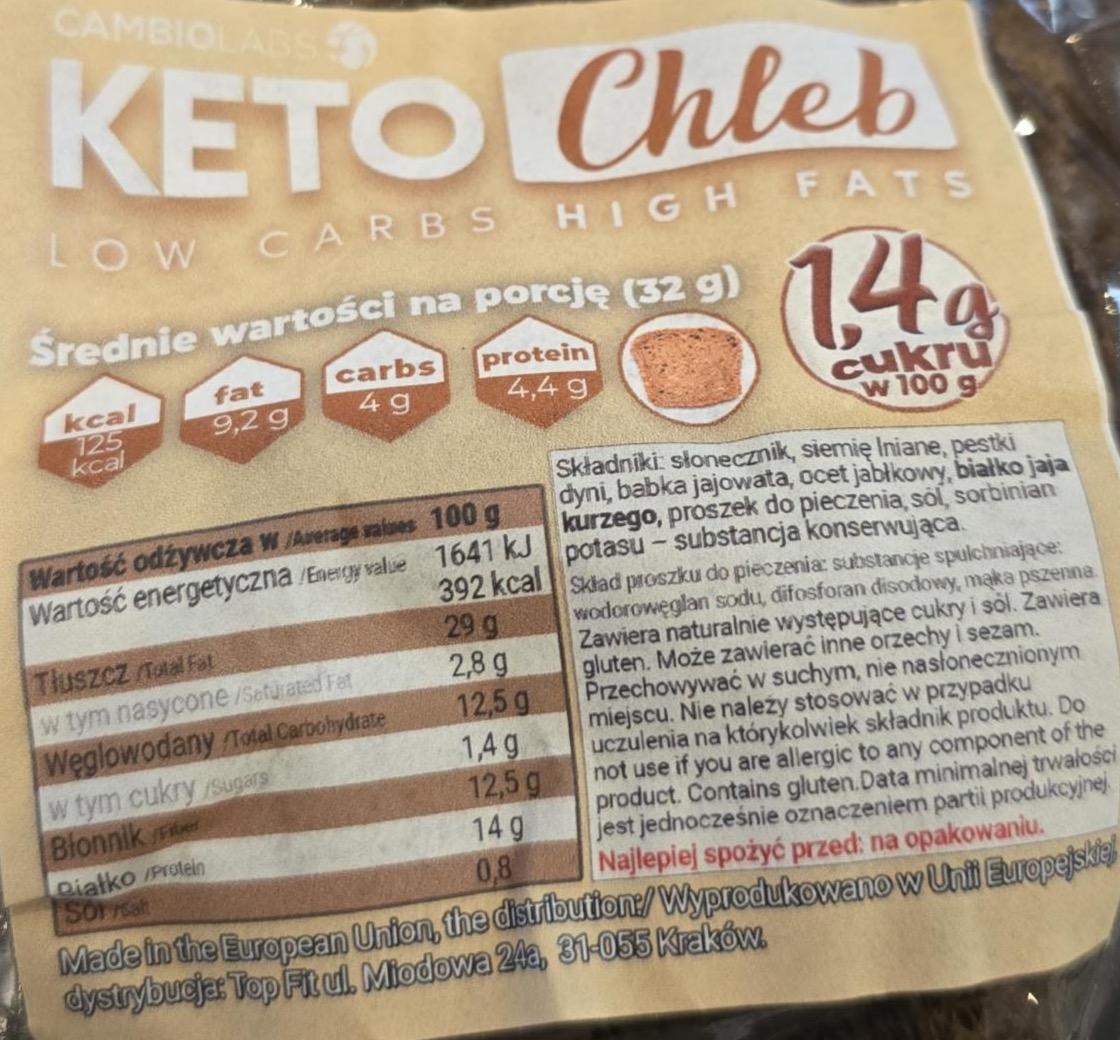 CAMBIOLABS
KETO Chleb
LOW CARBS HIGH FATS
Średnie wartości na porcję (32 g)
kcal
125
kcal
fat
9,2 g
carbs
4 g
protein
4,4 g
1,4g
cukru
w 100 g
Wartość odżywcza w /Average values 100 g
Wartość energetyczna /Energy value 1641 kJ
392 kcal
Tłuszcz /Total Fat 29 g
w tym nasycone /Saturated Fat 2,8 g
Węglowodany /Total Carbohydrate 12,5 g
w tym cukry /Sugars 1,4 g
Błonnik /Fiber 12,5 g
Białko /Protein 14 g
Sól /Salt 0,8
Składniki: słonecznik, siemię lniane, pestki
dyni, babka jajowata, ocet jabłkowy, białko jaja
kurzego, proszek do pieczenia, sól, sorbinian
potasu – substancja konserwująca.
Skład proszku do pieczenia: substancje spulchniające:
wodorowęglan sodu, difosforan disodowy, mąka pszenna.
Zawiera naturalnie występujące cukry i sól. Zawiera
gluten. Może zawierać inne orzechy i sezam.
Przechowywać w suchym, nie nasłonecznionym
miejscu. Nie należy stosować w przypadku
uczulenia na którykolwiek składnik produktu. Do
not use if you are allergic to any component of the
product. Contains gluten. Data minimalnej trwałości
jest jednocześnie oznaczeniem partii produkcyjnej.
Najlepiej spożyć przed: na opakowaniu.
Made in the European Union, the distribution:/ Wyprodukowano w Unii Europejskiej,
dystrybucja: Top Fit ul. Miodowa 24a, 31-055 Kraków.